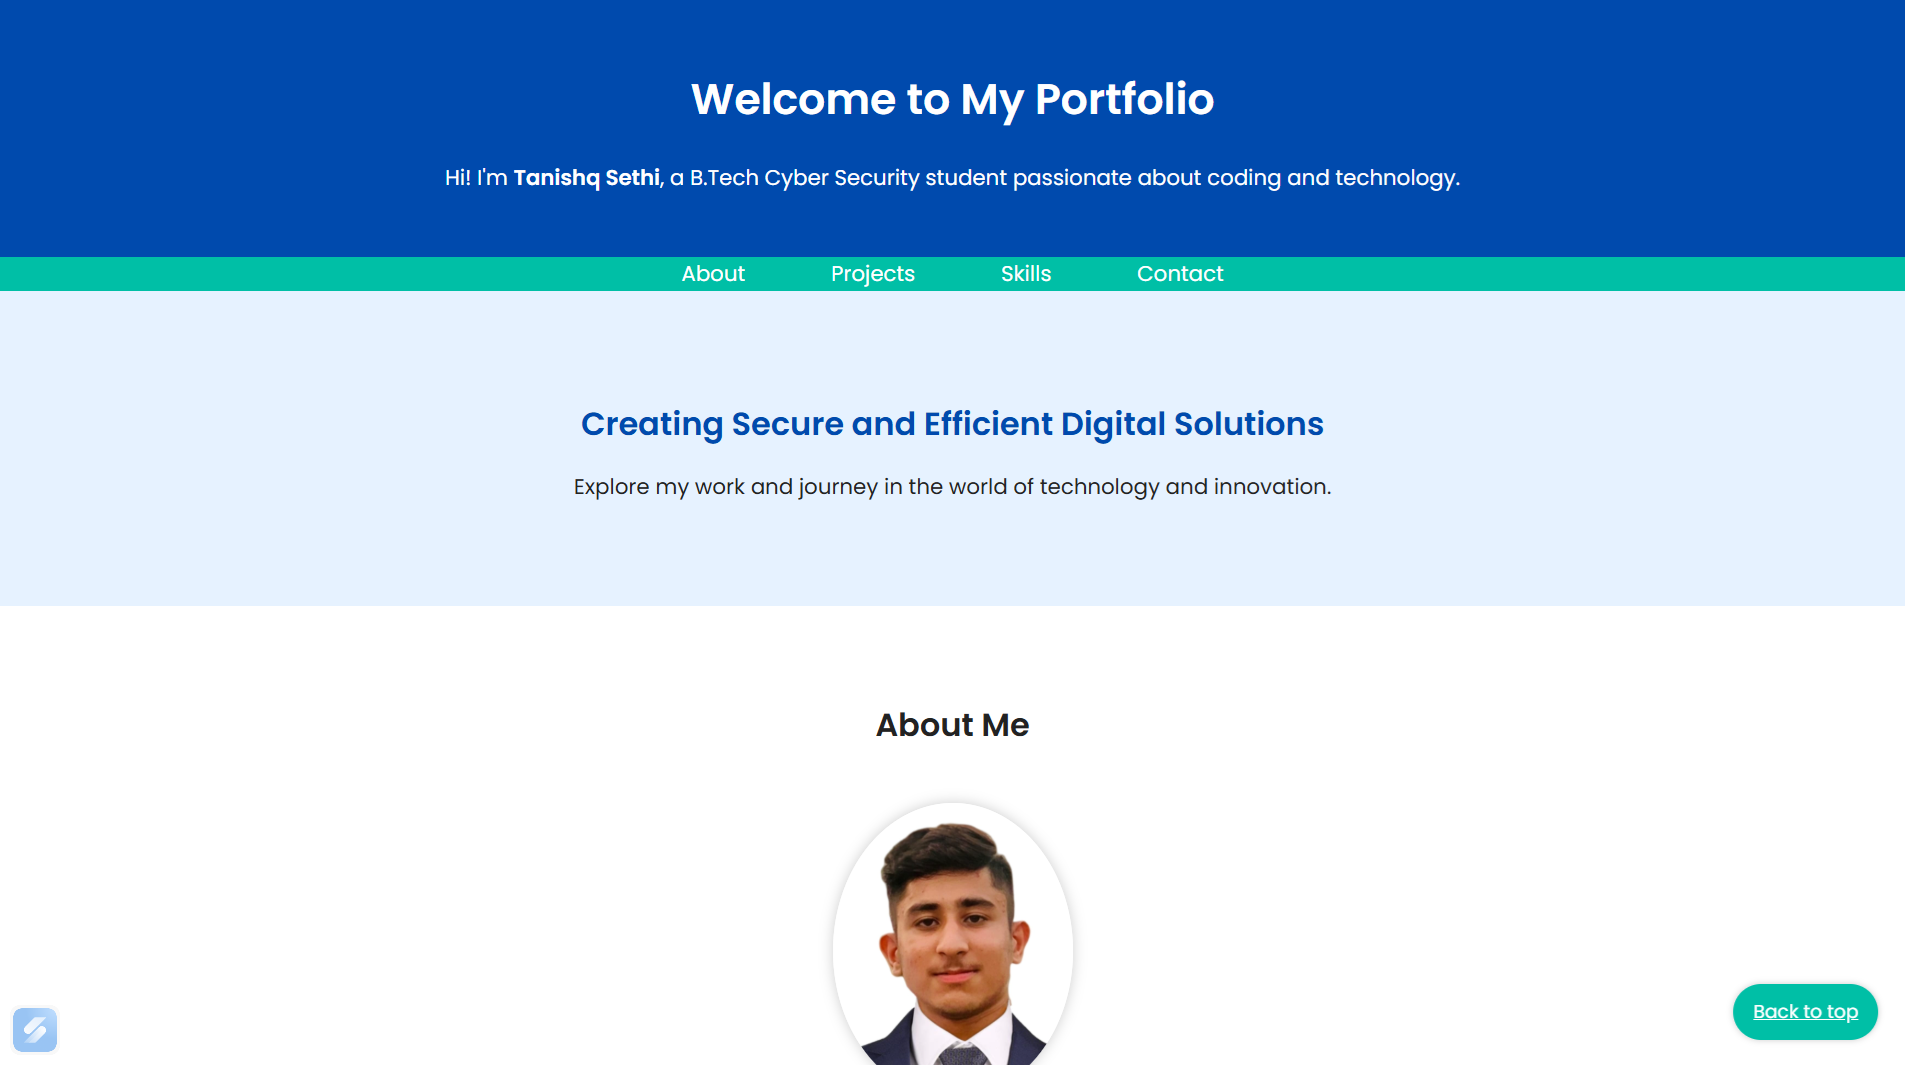 Welcome to My Portfolio
Hi! I'm Tanishq Sethi, a B.Tech Cyber Security student passionate about coding and technology.
About Projects Skills Contact
Creating Secure and Efficient Digital Solutions
Explore my work and journey in the world of technology and innovation.
About Me
Back to top